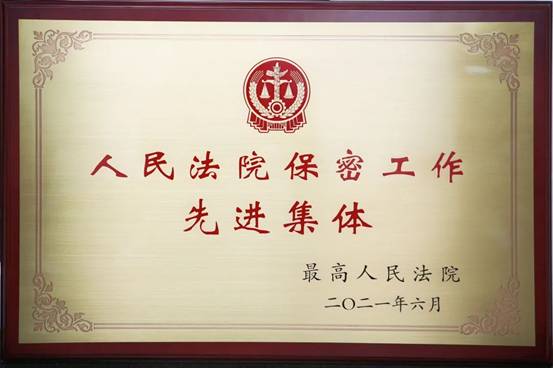 人民法院保密工作
先进集体
最高人民法院
二〇二一年六月